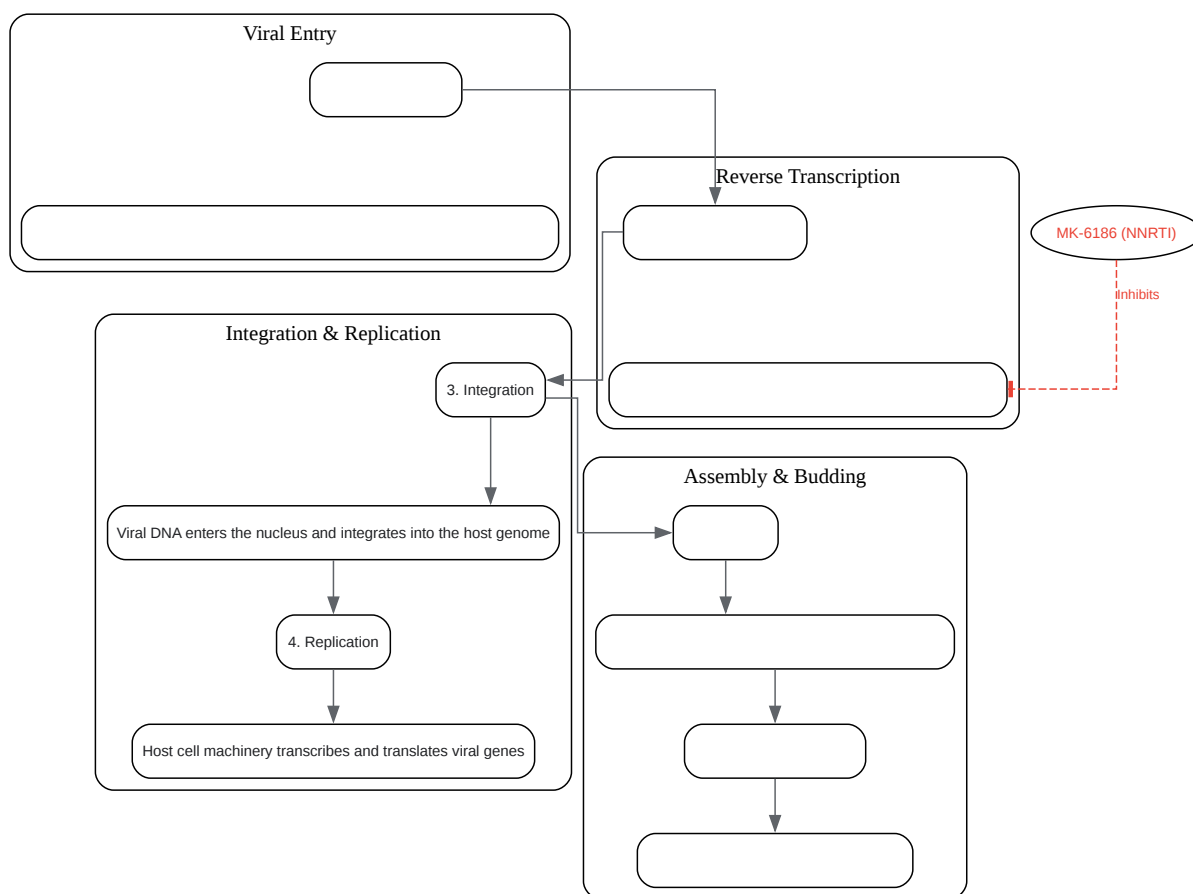 Viral Entry
Reverse Transcription
MK-6186 (NNRTI)
Inhibits
Integration & Replication
3. Integration
Assembly & Budding
Viral DNA enters the nucleus and integrates into the host genome
4. Replication
Host cell machinery transcribes and translates viral genes